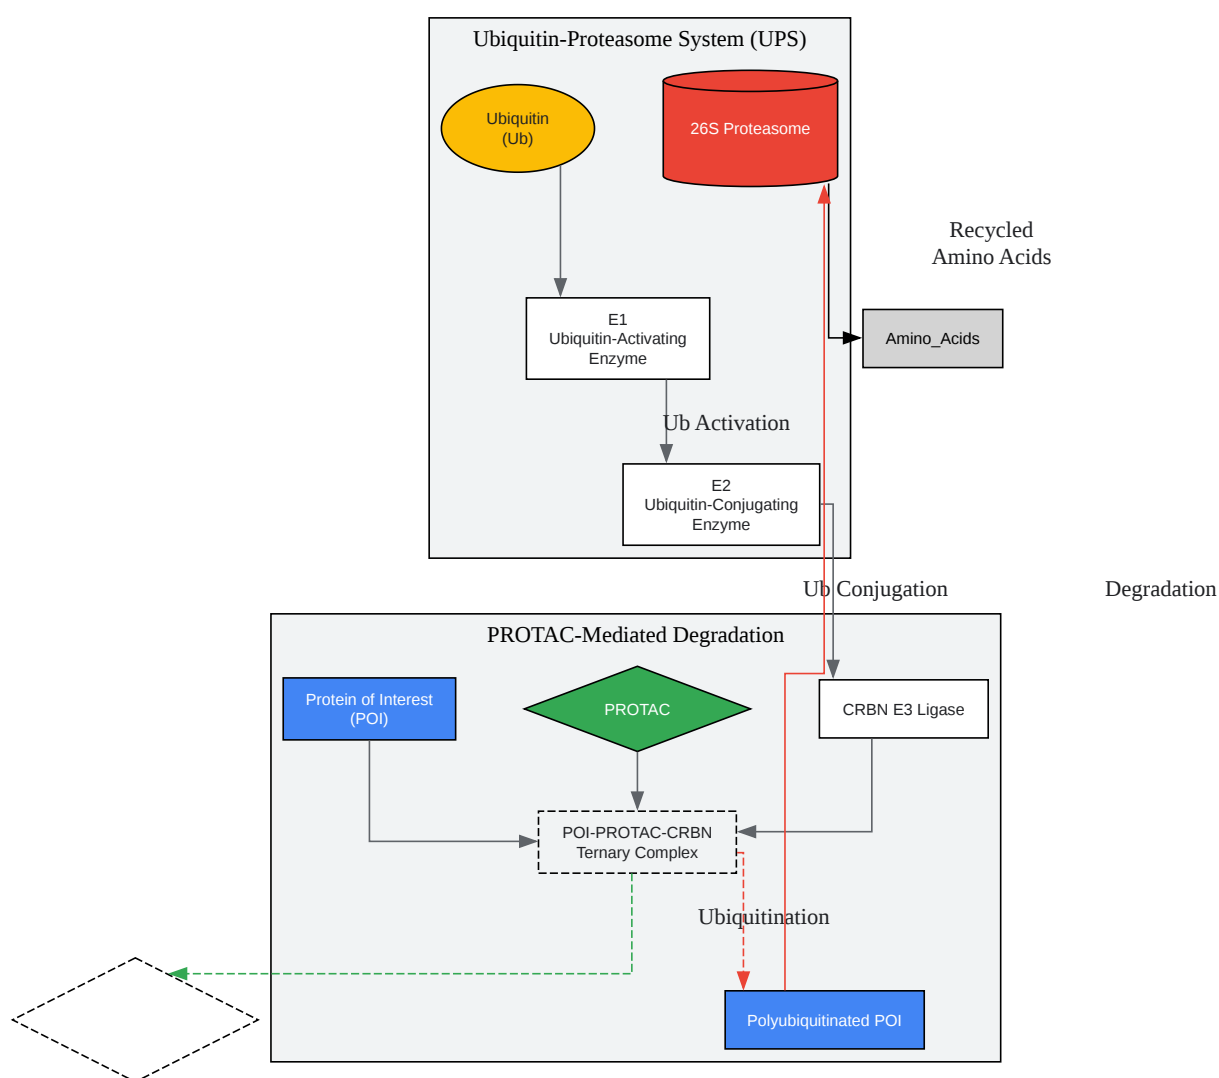 Ubiquitin-Proteasome System (UPS)
Ubiquitin
(Ub)
26S Proteasome
Recycled
Amino Acids
E1
Ubiquitin-Activating
Enzyme
Amino_Acids
Ub Activation
E2
Ubiquitin-Conjugating
Enzyme
Ub Conjugation
Degradation
PROTAC-Mediated Degradation
Protein of Interest
(POI)
PROTAC
CRBN E3 Ligase
POI-PROTAC-CRBN
Ternary Complex
Ubiquitination
Polyubiquitinated POI